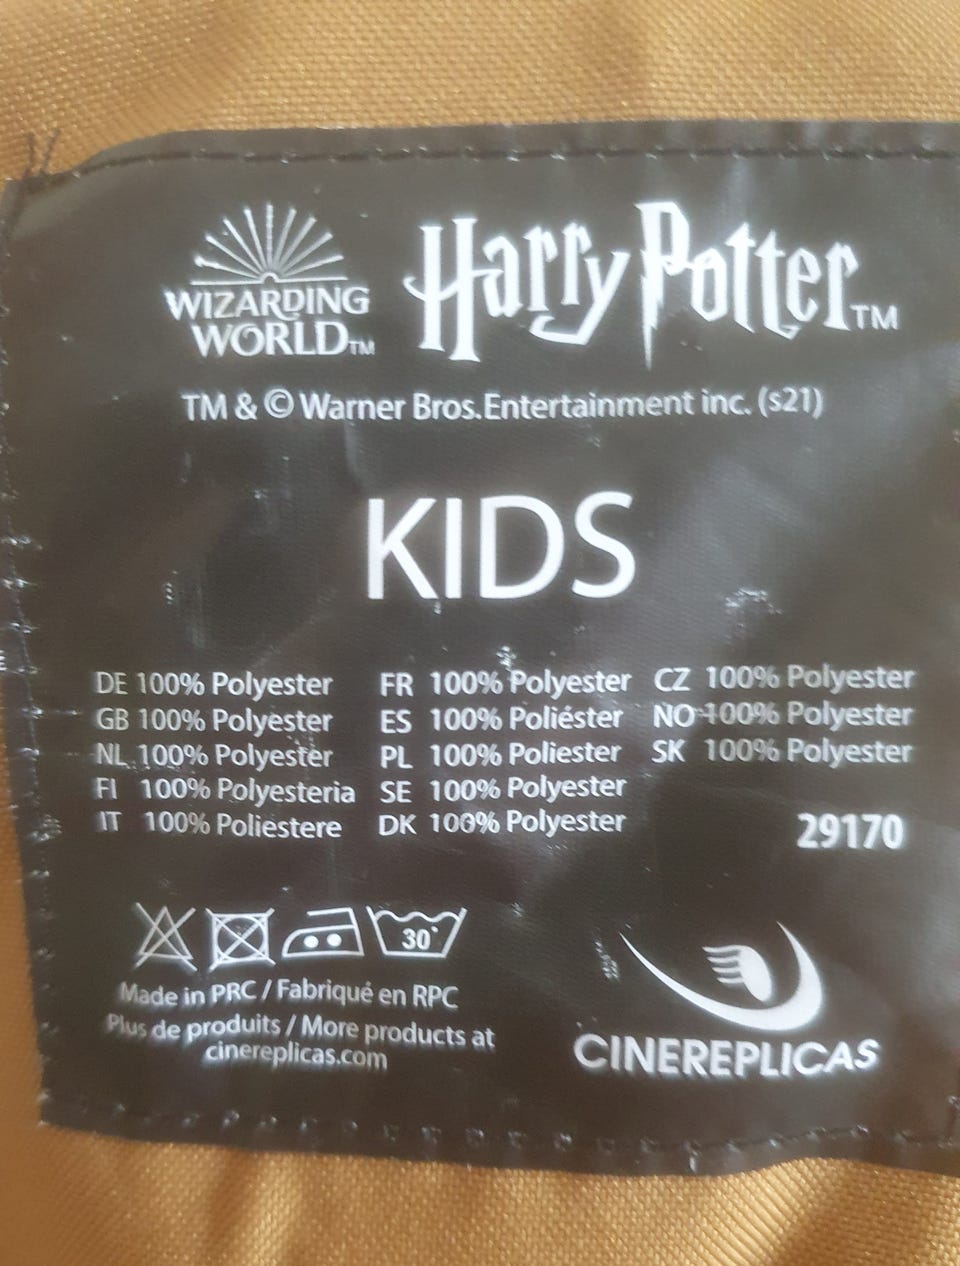 WIZARDING
WORLD™
Harry Potter™
TM & © Warner Bros.Entertainment inc. (s21)
KIDS
DE 100% Polyester
GB 100% Polyester
NL 100% Polyester
FI 100% Polyesteria
IT 100% Poliestere
FR 100% Polyester
ES 100% Poliéster
PL 100% Poliester
SE 100% Polyester
DK 100% Polyester
CZ 100% Polyester
NO 100% Polyester
SK 100% Polyester
29170
30°
Made in PRC / Fabriqué en RPC
Plus de produits / More products at
cinereplicas.com
CINEREPLICAS